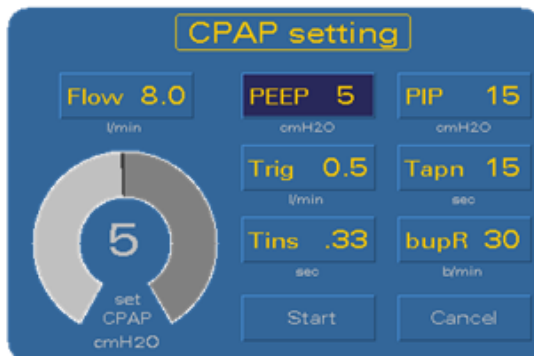 CPAP setting
Flow 8.0
l/min
PEEP 5
cmH2O
PIP 15
cmH2O
Trig 0.5
l/min
Tapn 15
sec
Tins .33
sec
bupR 30
b/min
5
set
CPAP
cmH2O
Start
Cancel